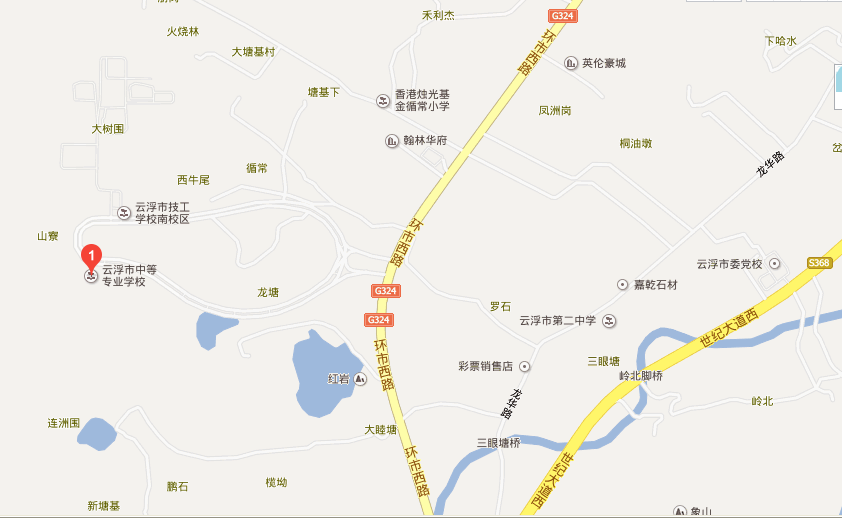 禾利杰
G324
火烧林
大塘基村
下哈水
环市西路
英伦豪城
塘基下
香港烛光基
金循常小学
凤洲岗
大树围
翰林华府
桐油墩
龙华路
循常
西牛尾
云浮市技工
学校南校区
山寮
环市西路
1
云浮市中等
专业学校
云浮市委党校
S368
嘉乾石材
龙塘
G324
罗石
G324
云浮市第二中学
世纪大道西
环市西路
三眼塘
彩票销售店
红岩
岭北脚桥
龙华路
岭北
连洲围
大睦塘
三眼塘桥
环市西路
世纪大道西
鹏石
榄坳
新塘基
象山